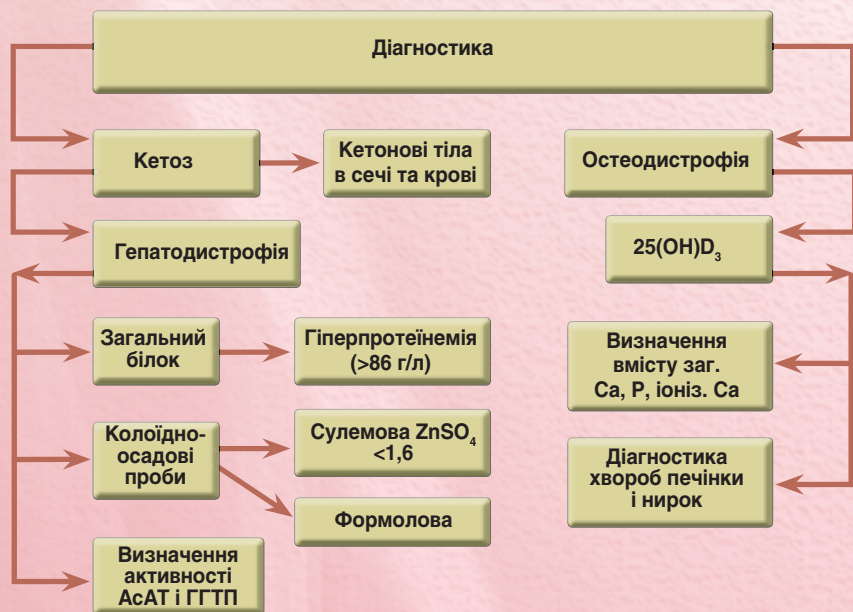 Діагностика
Кетоз
Кетонові тіла
в сечі та крові
Остеодистрофія
Гепатодистрофія
25(ОН)D₃
Загальний
білок
Гіперпротеїнемія
(>86 г/л)
Визначення
вмісту заг.
Са, Р, іоніз. Са
Колоїдно-
осадові
проби
Сулемова ZnSO₄
<1,6
Діагностика
хвороб печінки
і нирок
Формолова
Визначення
активності
АсАТ і ГГТП